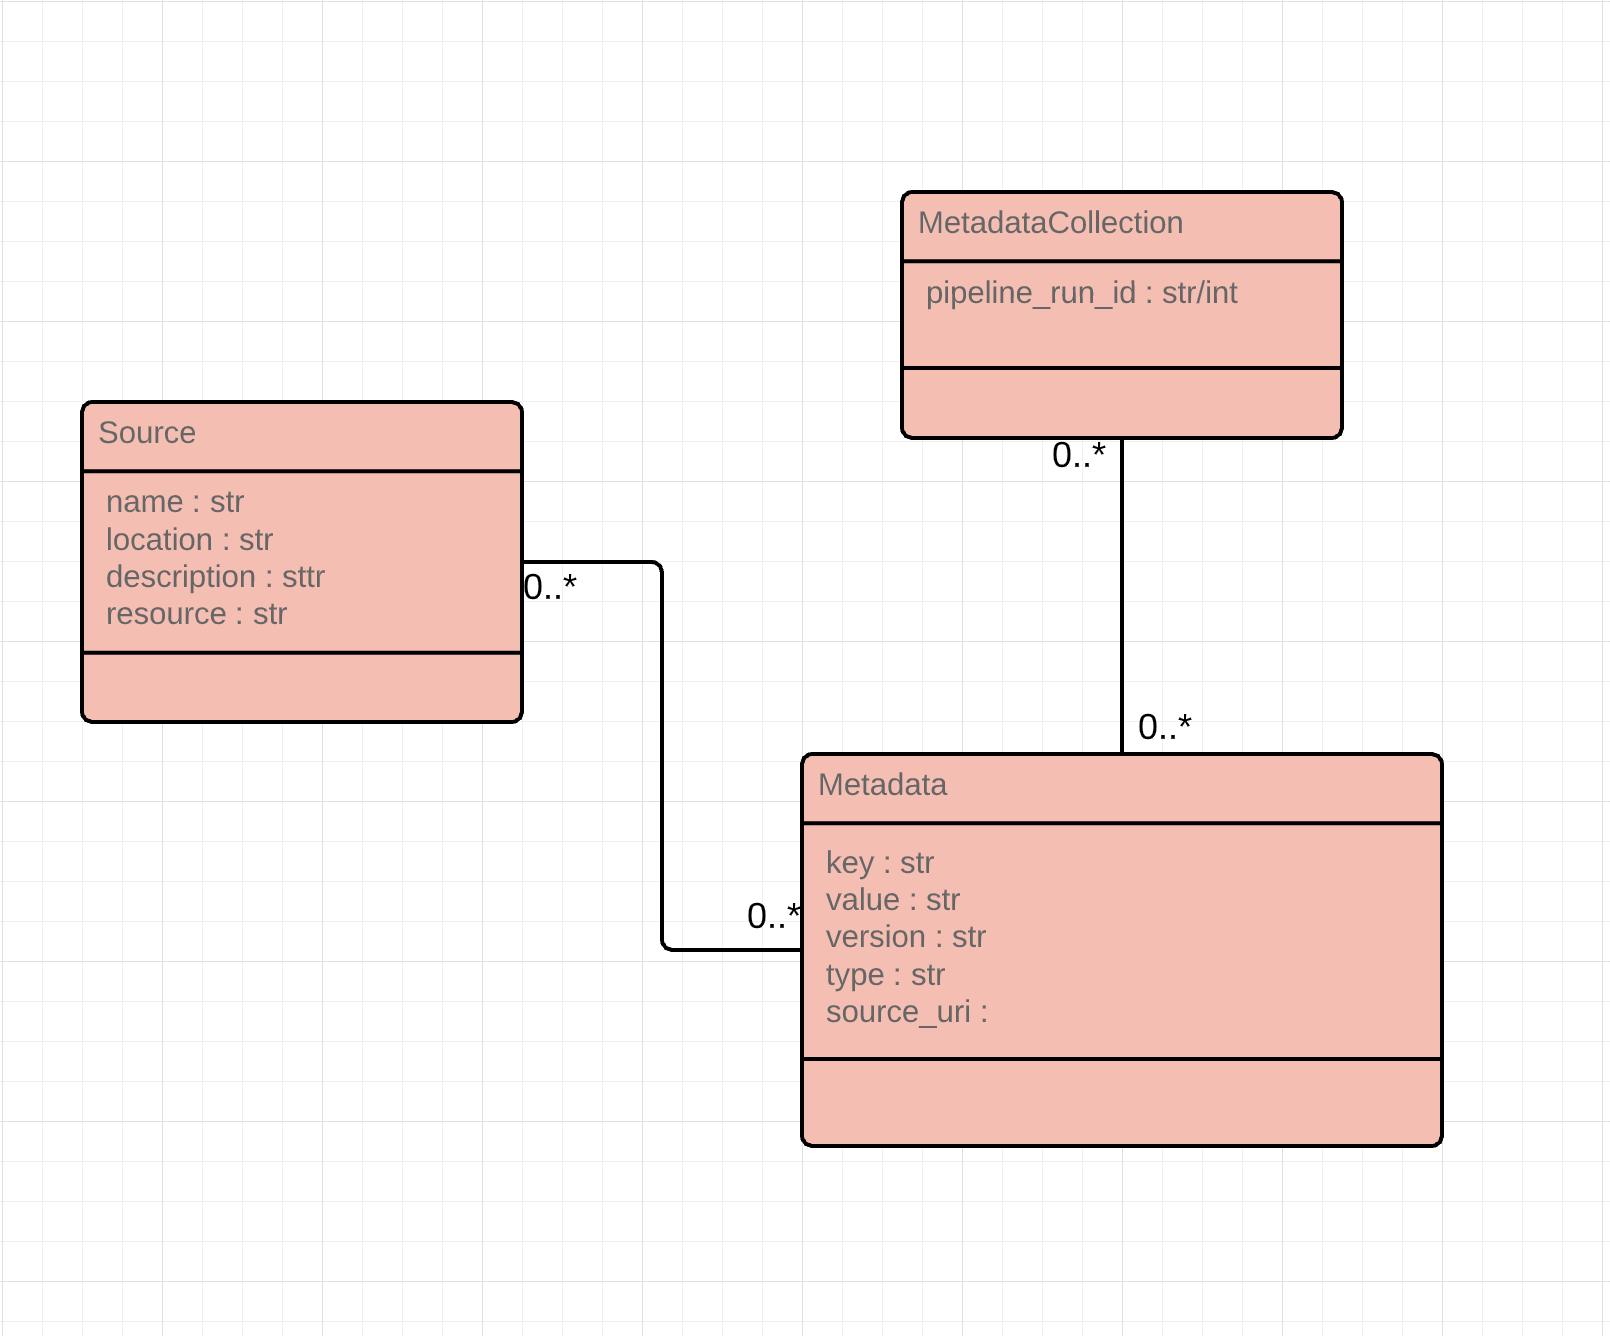 MetadataCollection
pipeline_run_id : str/int
0..*
Source
name : str
location : str
description : sttr
resource : str
0..*
0..*
Metadata
key : str
value : str
version : str
type : str
source_uri :
0..*